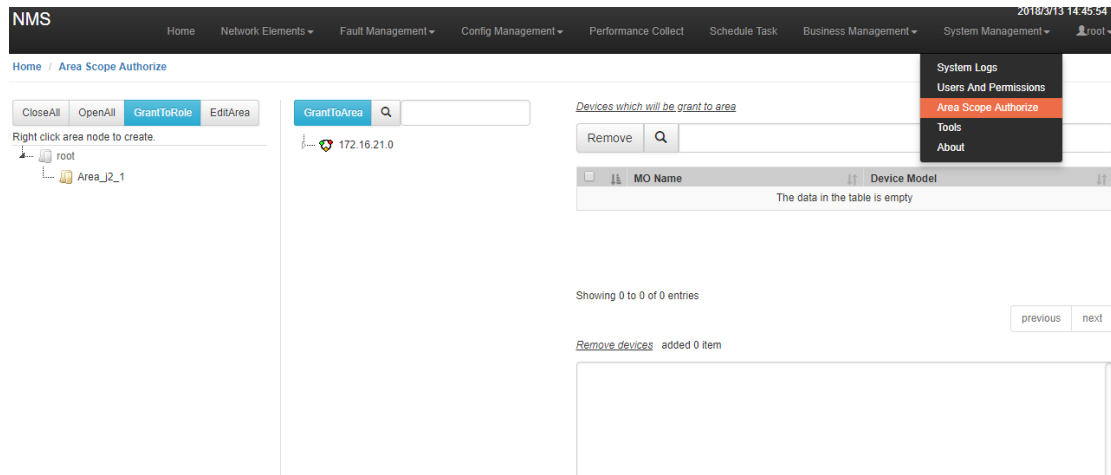 2018/3/13 14:45:54
NMS
Home Network Elements Fault Management Config Management Performance Collect Schedule Task Business Management System Management root
Home / Area Scope Authorize
System Logs
Users And Permissions
Area Scope Authorize
Tools
About
CloseAll OpenAll GrantToRole EditArea
Right click area node to create.
root
Area_j2_1
GrantToArea
172.16.21.0
Devices which will be grant to area
Remove
MO Name Device Model
The data in the table is empty
Showing 0 to 0 of 0 entries
previous next
Remove devices added 0 item